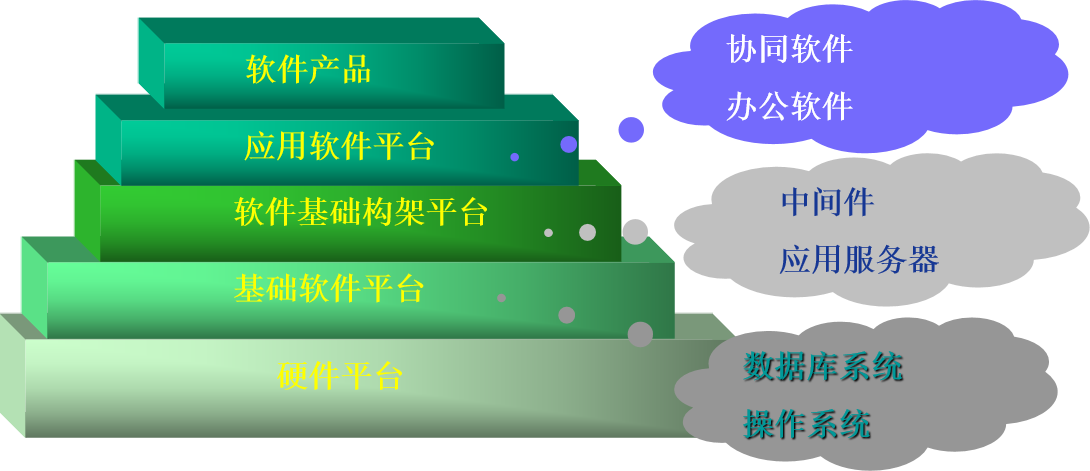 软件产品
应用软件平台
软件基础构架平台
基础软件平台
硬件平台
协同软件
办公软件
中间件
应用服务器
数据库系统
操作系统